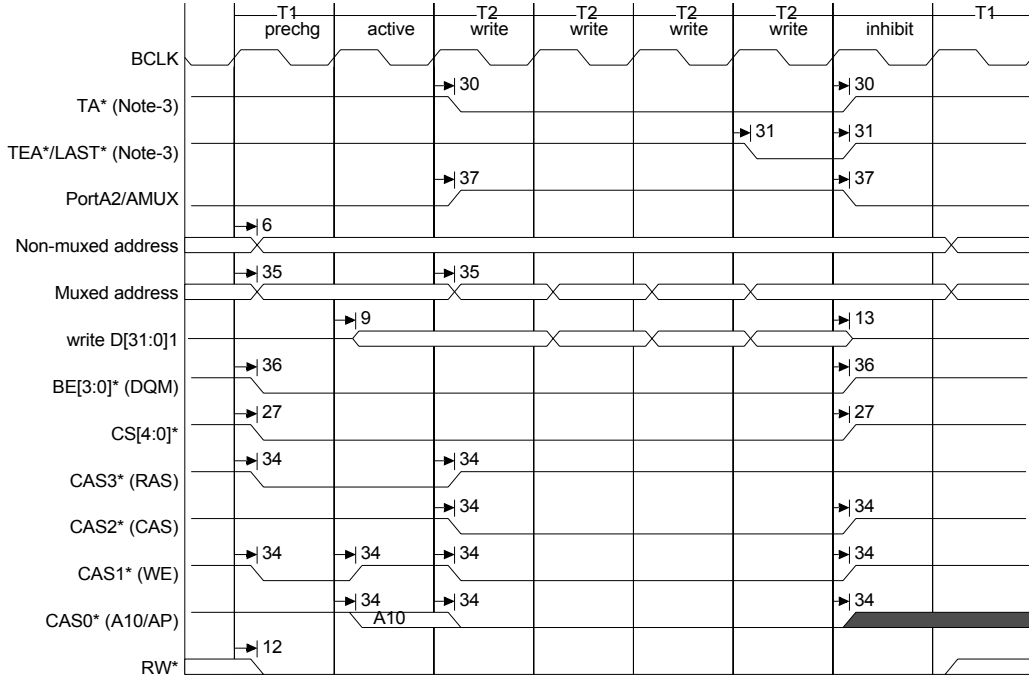 T1 T2 T2 T2 T2 T1
prechg active write write write write inhibit
BCLK
30 30
TA* (Note-3)
31 31
TEA*/LAST* (Note-3)
37 37
PortA2/AMUX
6
Non-muxed address
35 35
Muxed address
9 13
write D[31:0]1
36 36
BE[3:0]* (DQM)
27 27
CS[4:0]*
34 34
CAS3* (RAS)
34 34
CAS2* (CAS)
34 34 34 34
CAS1* (WE)
34 34 34
CAS0* (A10/AP) A10
12
RW*